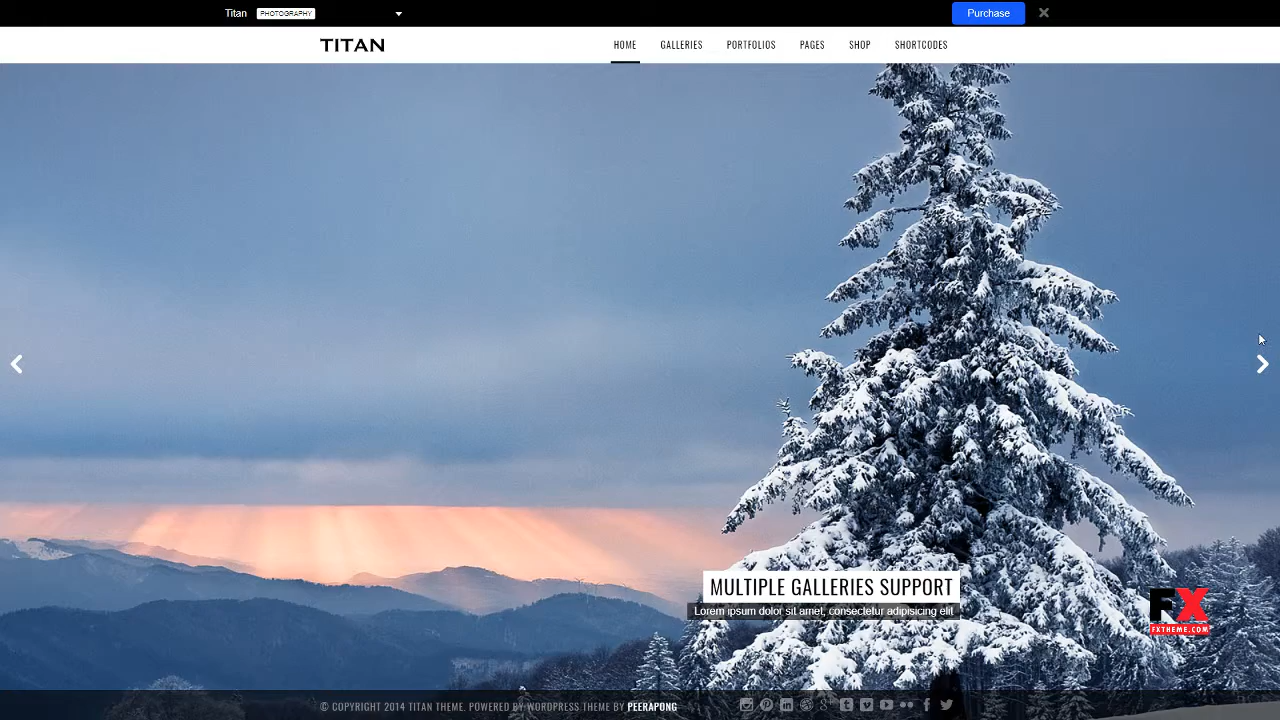 Titan PHOTOGRAPHY
Purchase
TITAN
HOME GALLERIES PORTFOLIOS PAGES SHOP SHORTCODES
MULTIPLE GALLERIES SUPPORT
Lorem ipsum dolor sit amet, consectetur adipisicing elit
FX
FXTHEME.COM
© COPYRIGHT 2014 TITAN THEME. POWERED BY WORDPRESS THEME BY PEERAPONG